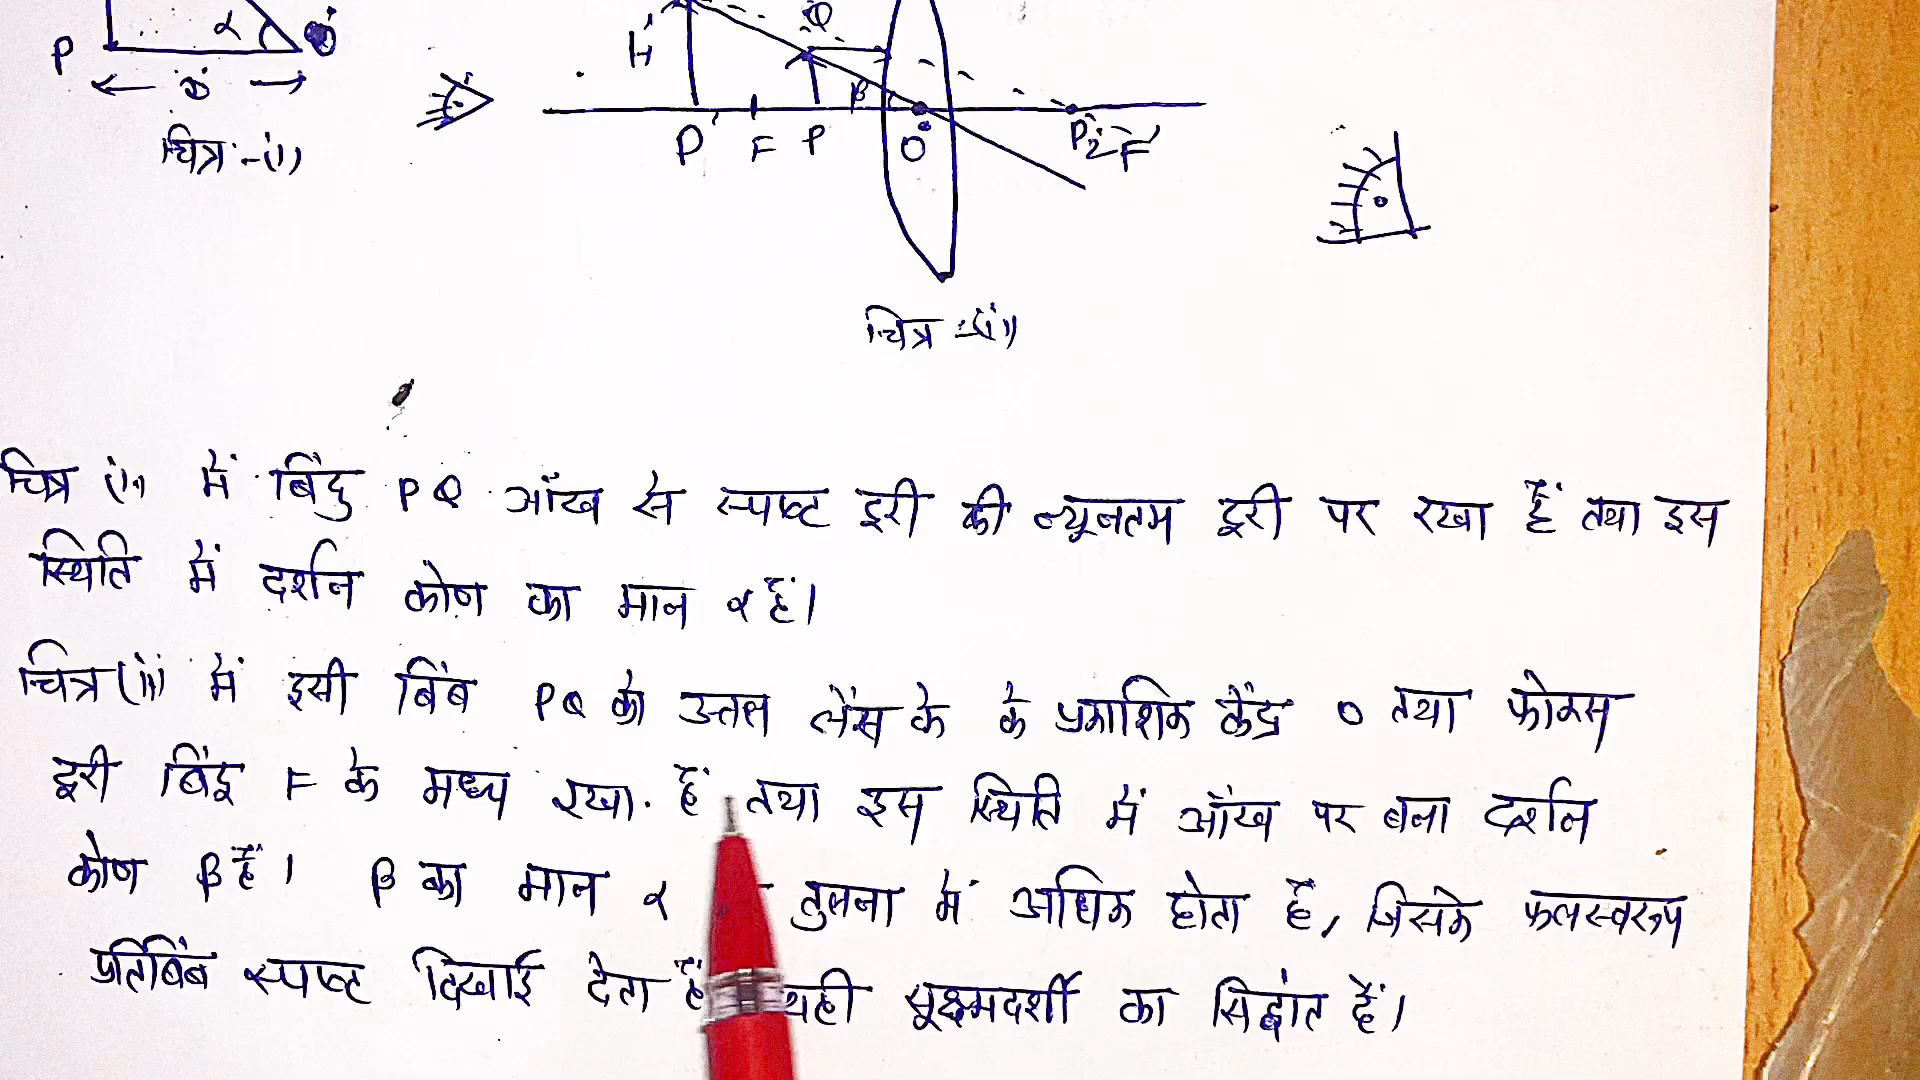 P α O
← D →
चित्र -(i)
H' Q β
P' F P O P₂ F'
चित्र -(ii)
चित्र (i) में बिंदु PQ आँख से स्पष्ट दूरी की न्यूनतम दूरी पर रखा हैं तथा इस
स्थिति में दर्शन कोण का मान α हैं।
चित्र (ii) में इसी बिंब PQ को उत्तल लेंस के के प्रकाशिक केंद्र O तथा फोकस
दूरी बिंदु F के मध्य रखा हैं तथा इस स्थिति में आँख पर बना दर्शन
कोण β हैं। β का मान α तुलना में अधिक होता हैं, जिसके फलस्वरूप
प्रतिबिंब स्पष्ट दिखाई देता हैं यही सूक्ष्मदर्शी का सिद्धांत हैं।